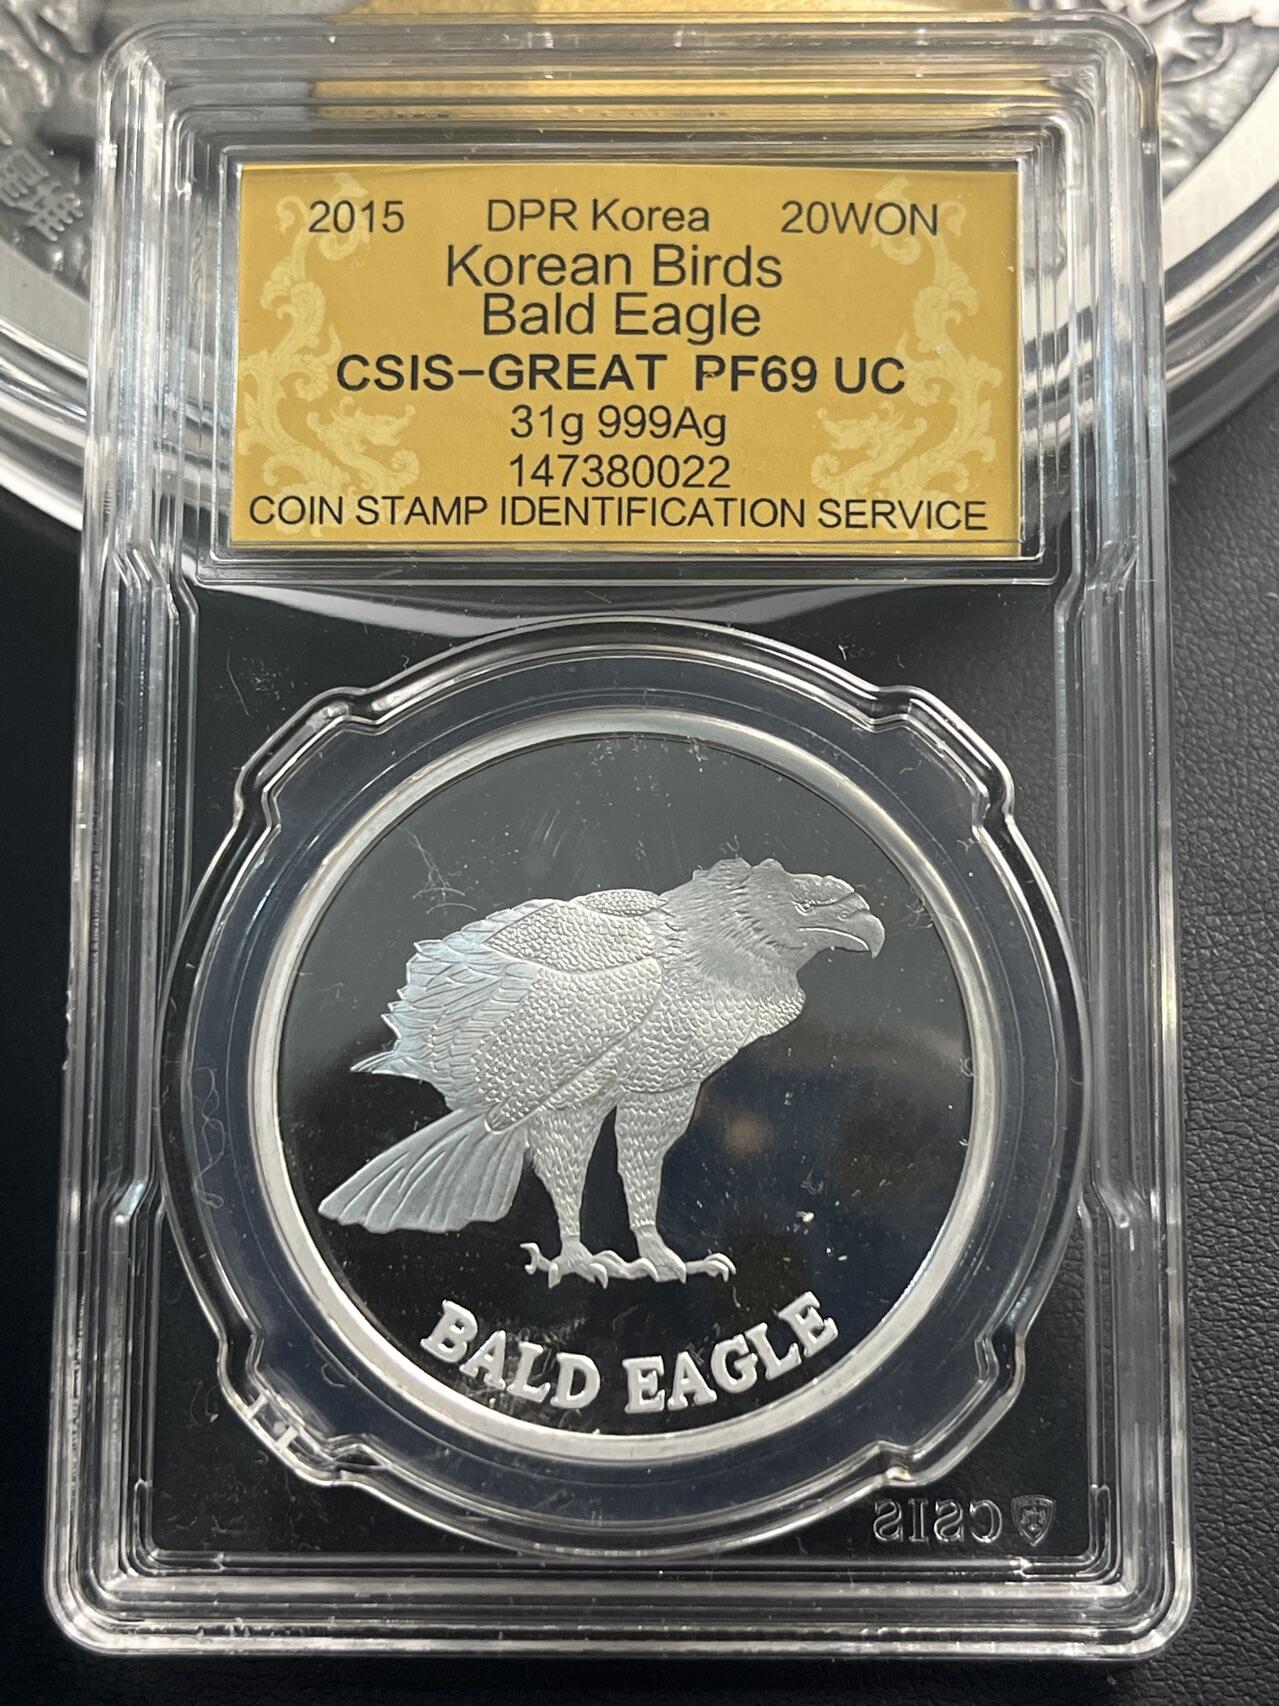 2015 DPR Korea 20WON
Korean Birds
Bald Eagle
CSIS-GREAT PF69 UC
31g 999Ag
147380022
COIN STAMP IDENTIFICATION SERVICE
BALD EAGLE
CSIS